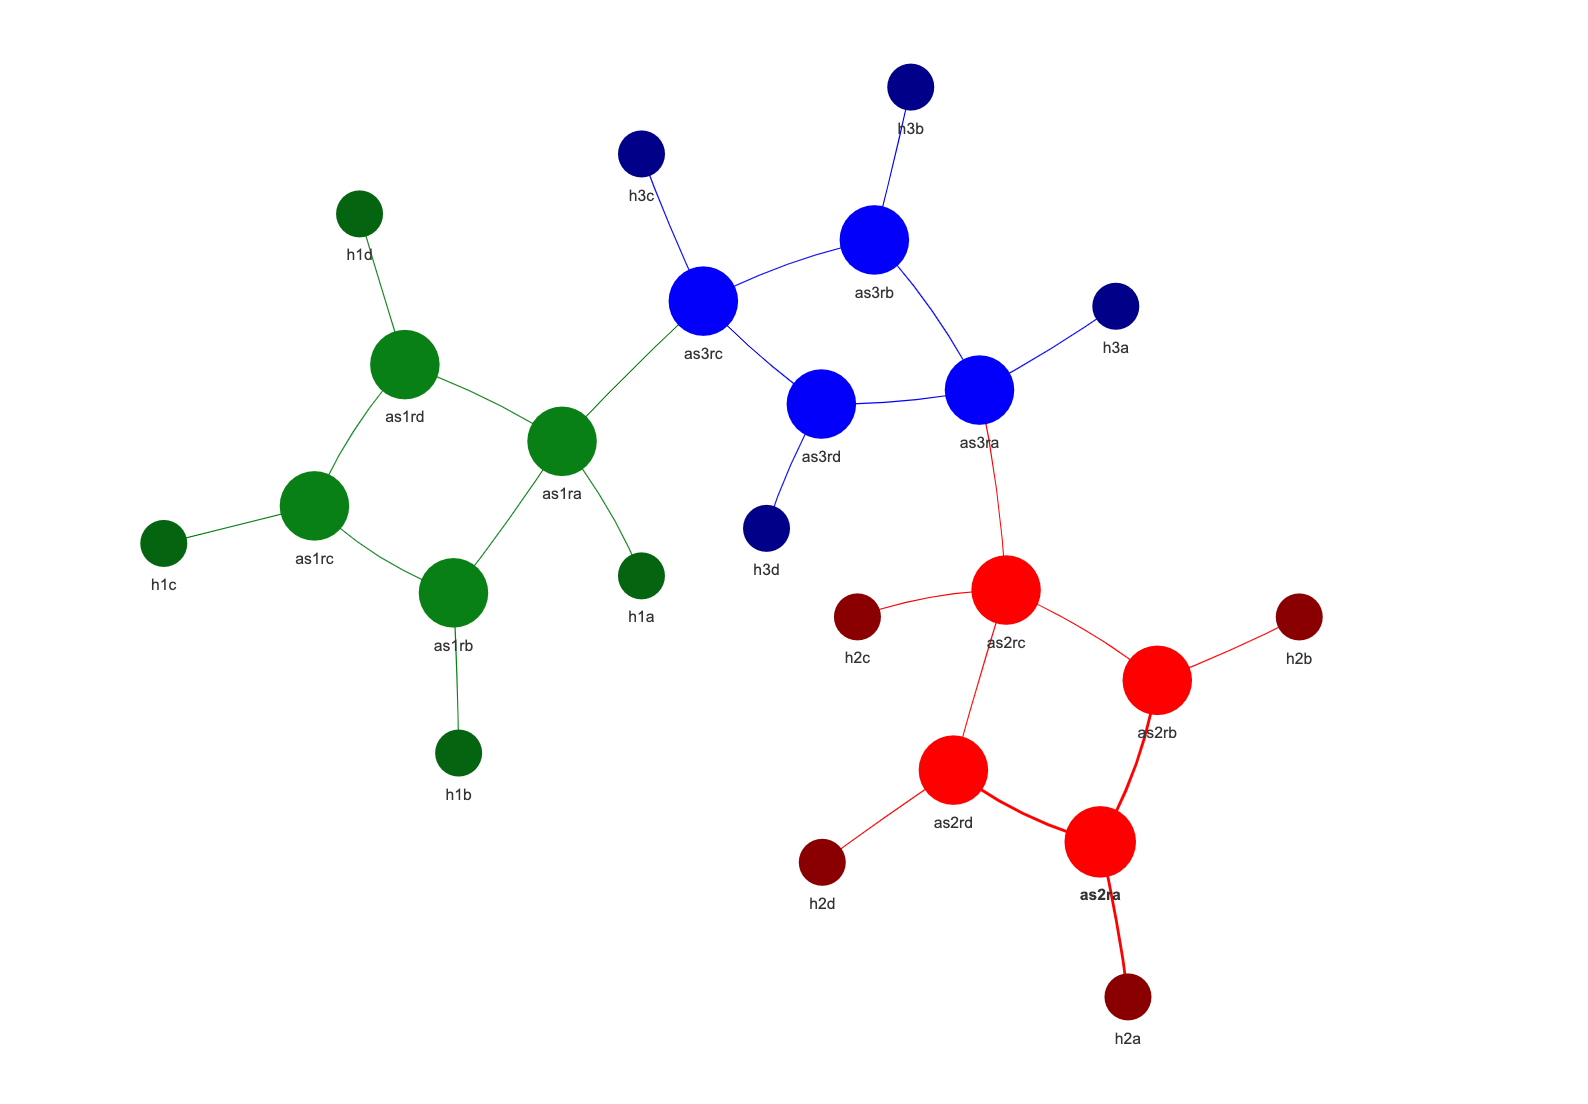 h3b
h3c
h1d
as3rb
h3a
as3rc
as1rd
as3ra
as3rd
as1ra
as1rc
h3d
h1c
h1a
as2rc
as1rb
h2c
h2b
as2rb
h1b
as2rd
as2ra
h2d
h2a